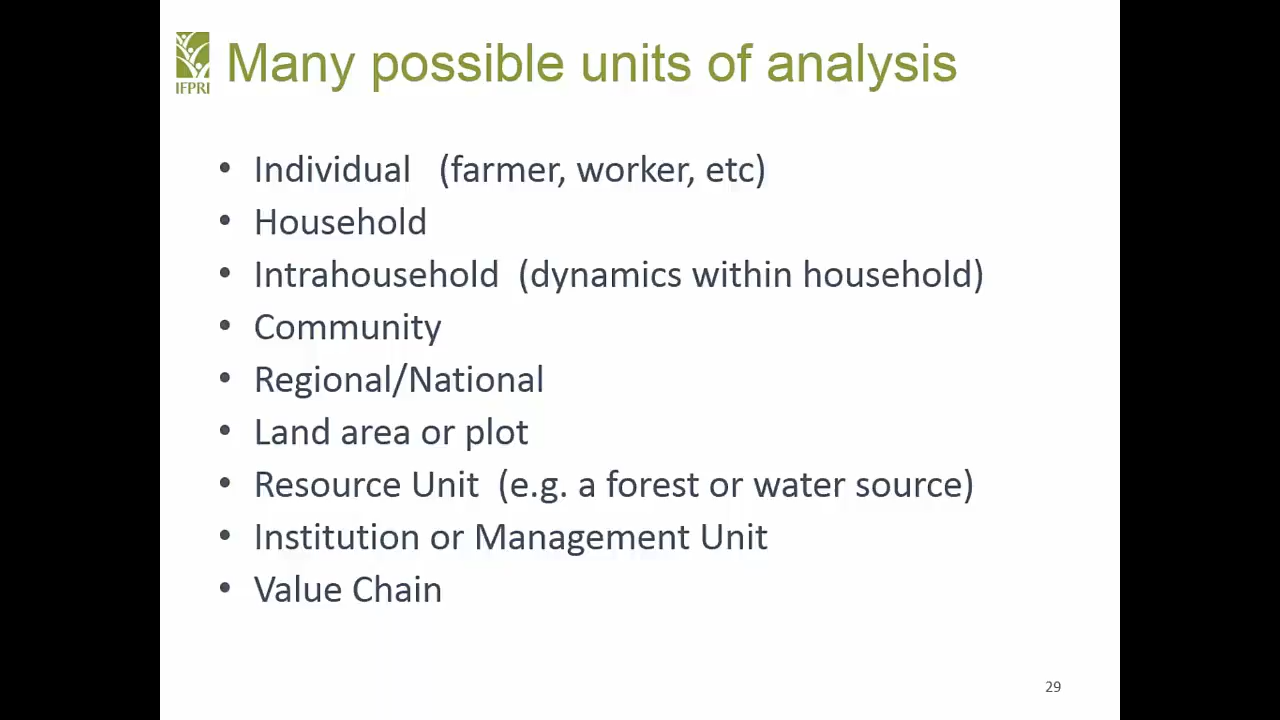 IFPRI
Many possible units of analysis
• Individual (farmer, worker, etc)
• Household
• Intrahousehold (dynamics within household)
• Community
• Regional/National
• Land area or plot
• Resource Unit (e.g. a forest or water source)
• Institution or Management Unit
• Value Chain
29